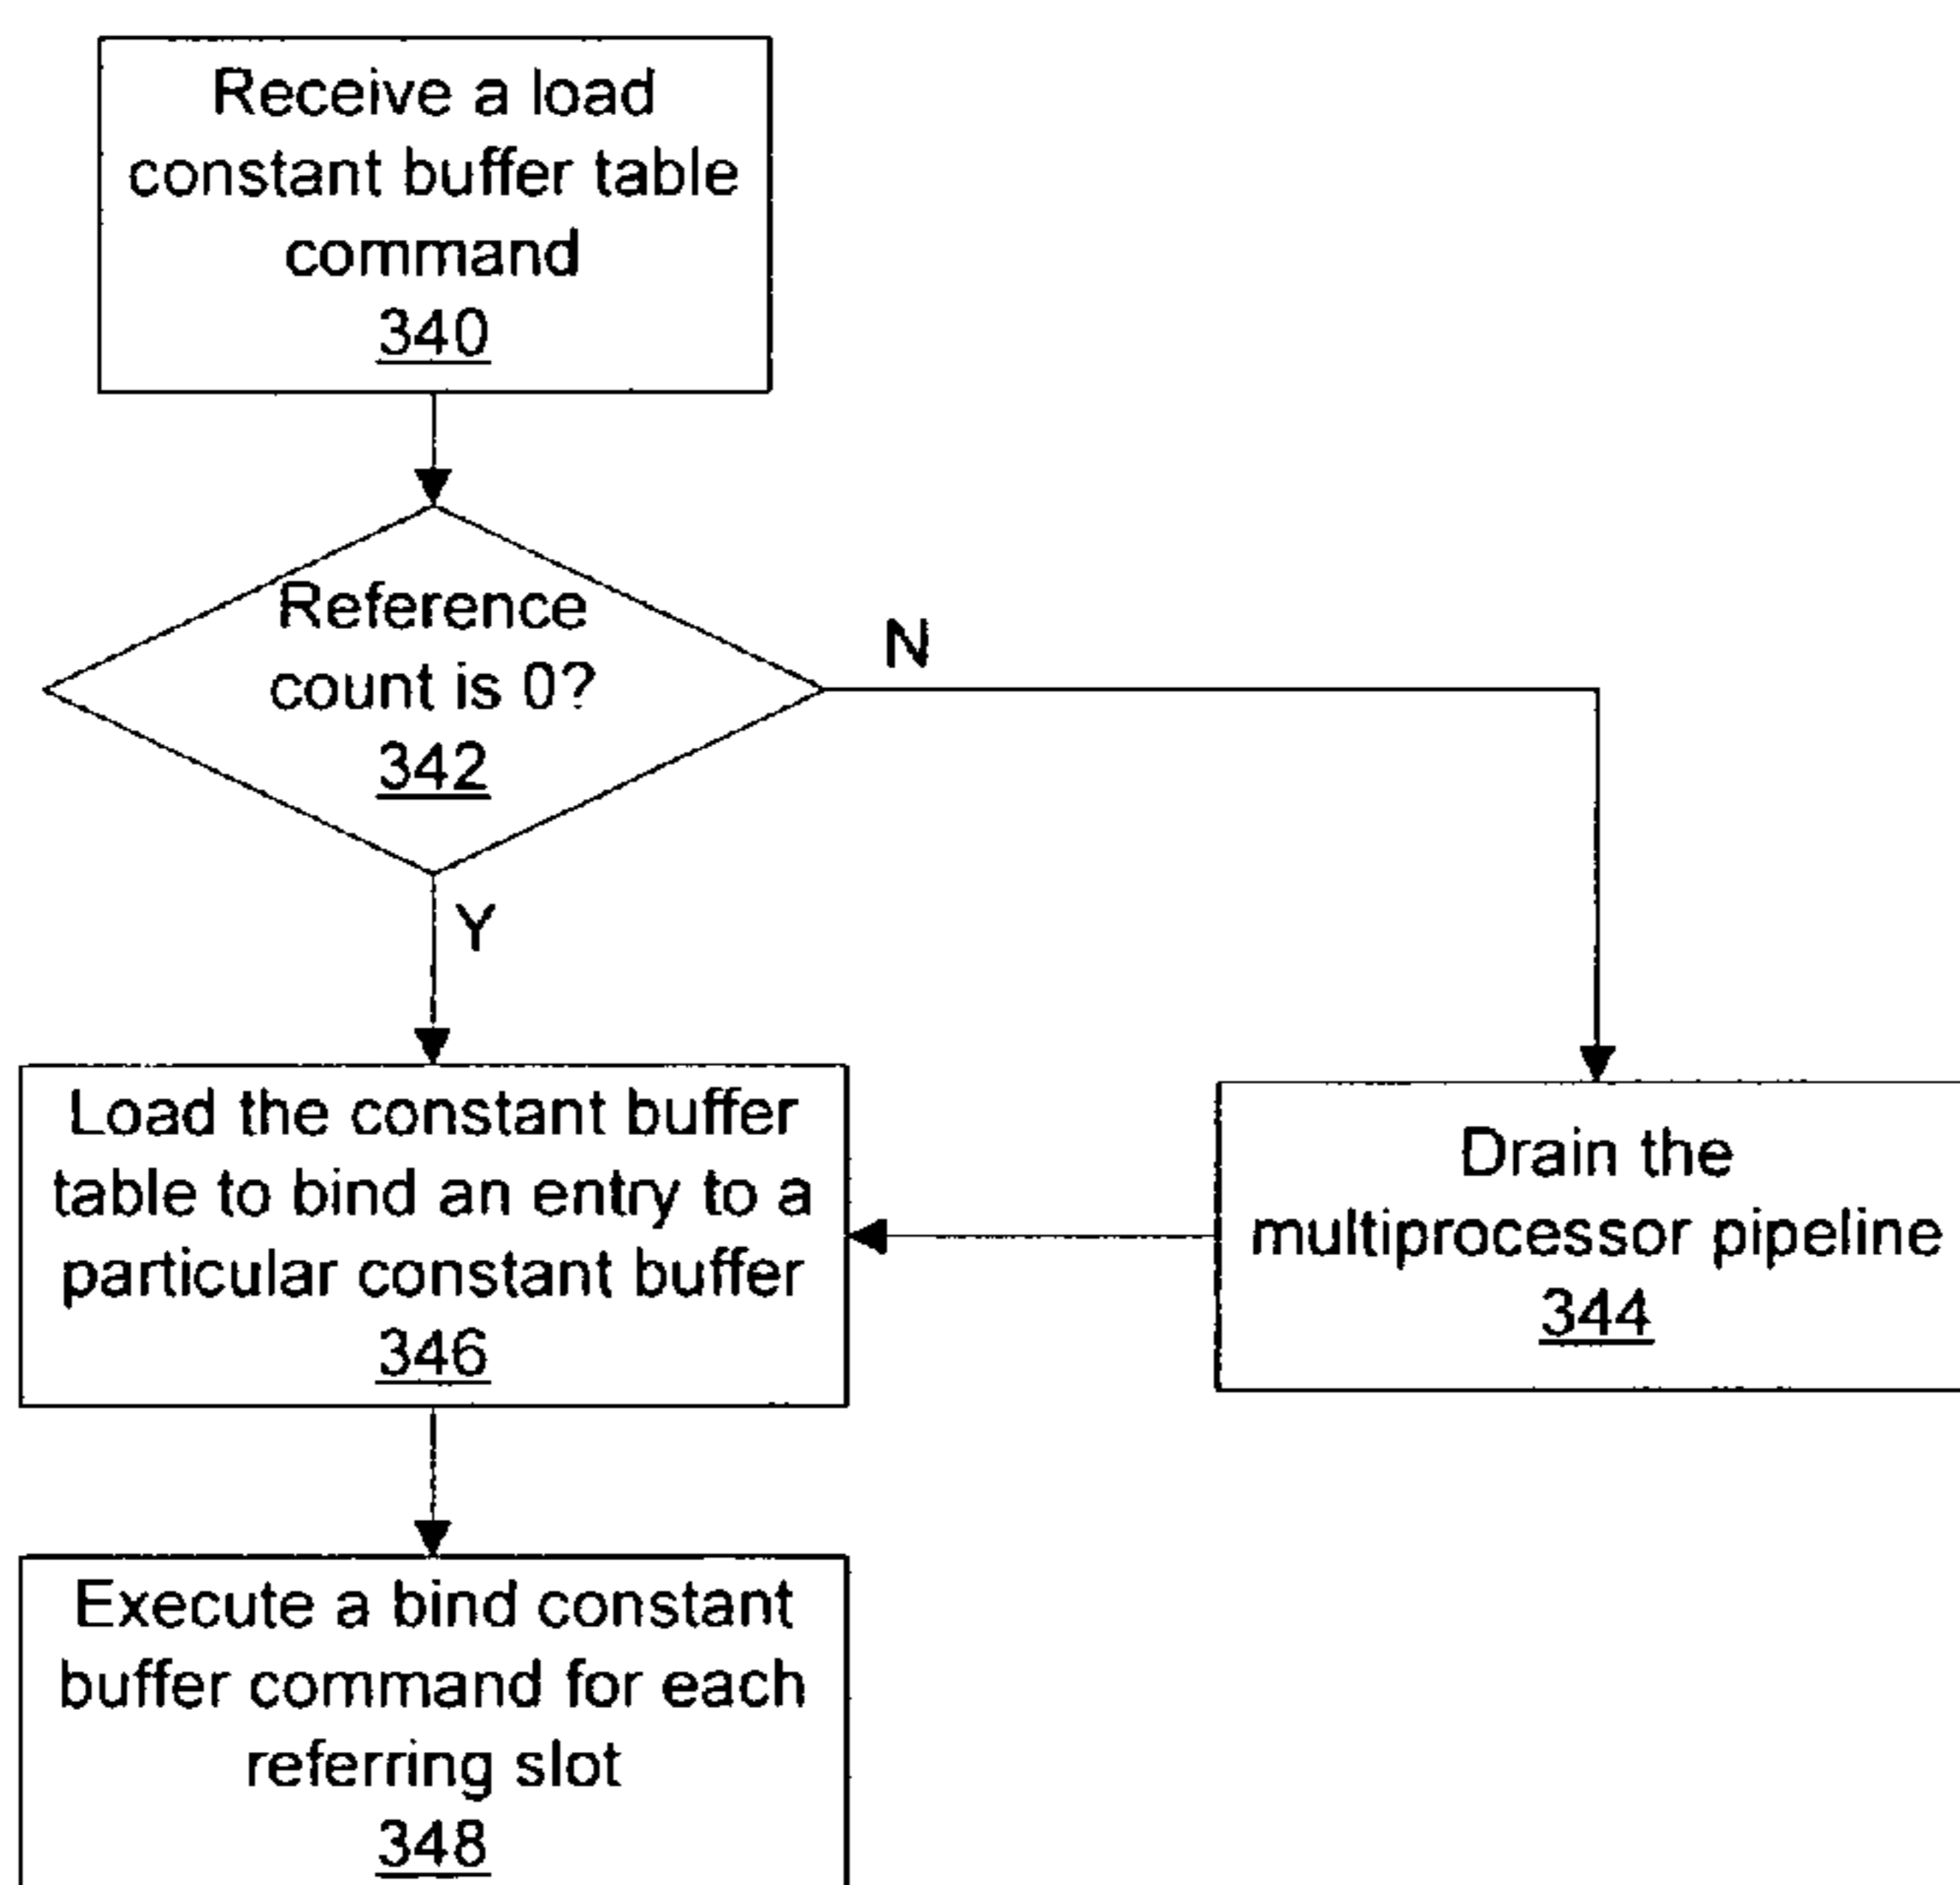 Receive a load
constant buffer table
command
340
Reference
count is 0?
342
N
Y
Load the constant buffer
table to bind an entry to a
particular constant buffer
346
Drain the
multiprocessor pipeline
344
Execute a bind constant
buffer command for each
referring slot
348